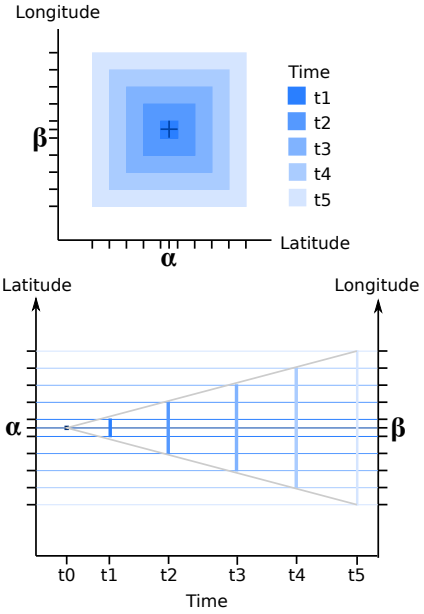 Longitude
Time
t1
t2
β
t3
t4
t5
Latitude
α
Latitude
Longitude
α
β
t0 t1 t2 t3 t4 t5
Time